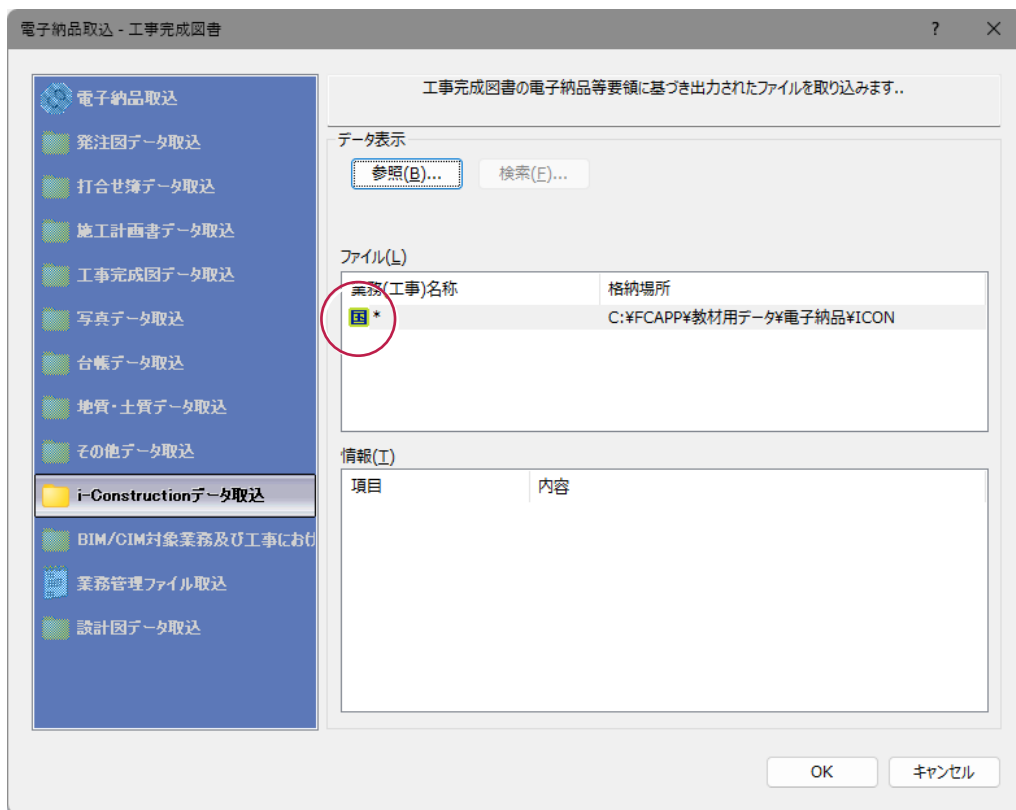 電子納品取込 - 工事完成図書 ?
電子納品取込
発注図データ取込
打合せ簿データ取込
施工計画書データ取込
工事完成図データ取込
写真データ取込
台帳データ取込
地質・土質データ取込
その他データ取込
i-Constructionデータ取込
BIM/CIM対象業務及び工事におけ
業務管理ファイル取込
設計図データ取込
工事完成図書の電子納品等要領に基づき出力されたファイルを取り込みます..
データ表示
参照(B)... 検索(F)...
ファイル(L)
業務(工事)名称 格納場所
国 * C:¥FCAPP¥教材用データ¥電子納品¥ICON
情報(T)
項目 内容
OK キャンセル